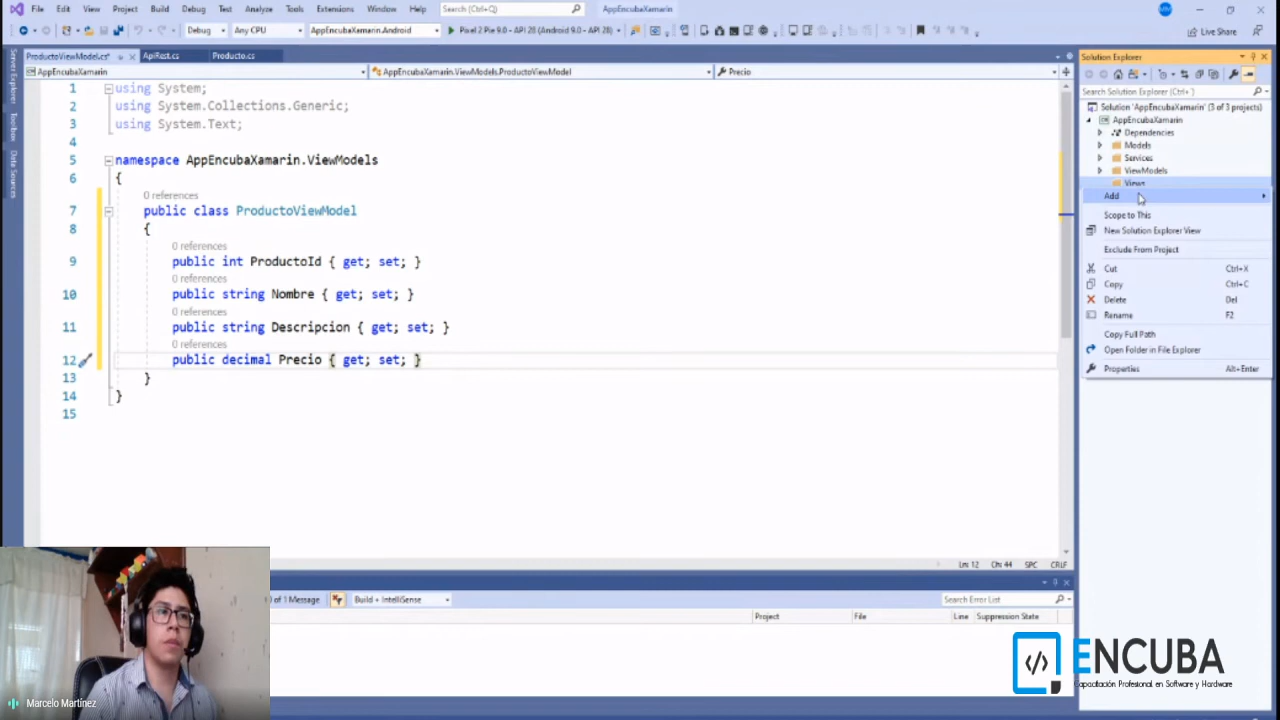 File Edit View Project Build Debug Test Analyze Tools Extensions Window Help Search (Ctrl+Q) AppEncubaXamarin
Debug Any CPU AppEncubaXamarin.Android Pixel 2 Pie 9.0 - API 28 (Android 9.0 - API 28) Live Share
ProductoViewModel.cs* ApiRest.cs Producto.cs
AppEncubaXamarin AppEncubaXamarin.ViewModels.ProductoViewModel Precio
Server Explorer
Toolbox
Data Sources
1 using System;
2 using System.Collections.Generic;
3 using System.Text;
4
5 namespace AppEncubaXamarin.ViewModels
6 {
0 references
7 public class ProductoViewModel
8 {
0 references
9 public int ProductoId { get; set; }
0 references
10 public string Nombre { get; set; }
0 references
11 public string Descripcion { get; set; }
0 references
12 public decimal Precio { get; set; }
13 }
14 }
15
Ln: 12 Ch: 44 SPC CRLF
Solution Explorer
Search Solution Explorer (Ctrl+ )
Solution 'AppEncubaXamarin' (3 of 3 projects)
AppEncubaXamarin
Dependencies
Models
Services
ViewModels
Views
Add
Scope to This
New Solution Explorer View
Exclude From Project
Cut Ctrl+X
Copy Ctrl+C
Delete Del
Rename F2
Copy Full Path
Open Folder in File Explorer
Properties Alt+Enter
of 1 Message Build + IntelliSense Search Error List
Project File Line Suppression State
Marcelo Martínez
ENCUBA
Capacitación Profesional en Software y Hardware